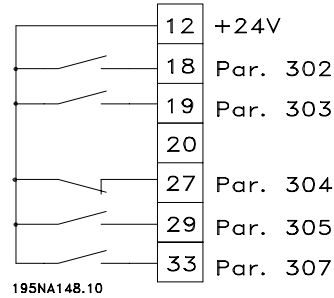 12 +24V
18 Par. 302
19 Par. 303
20
27 Par. 304
29 Par. 305
33 Par. 307
195NA148.10